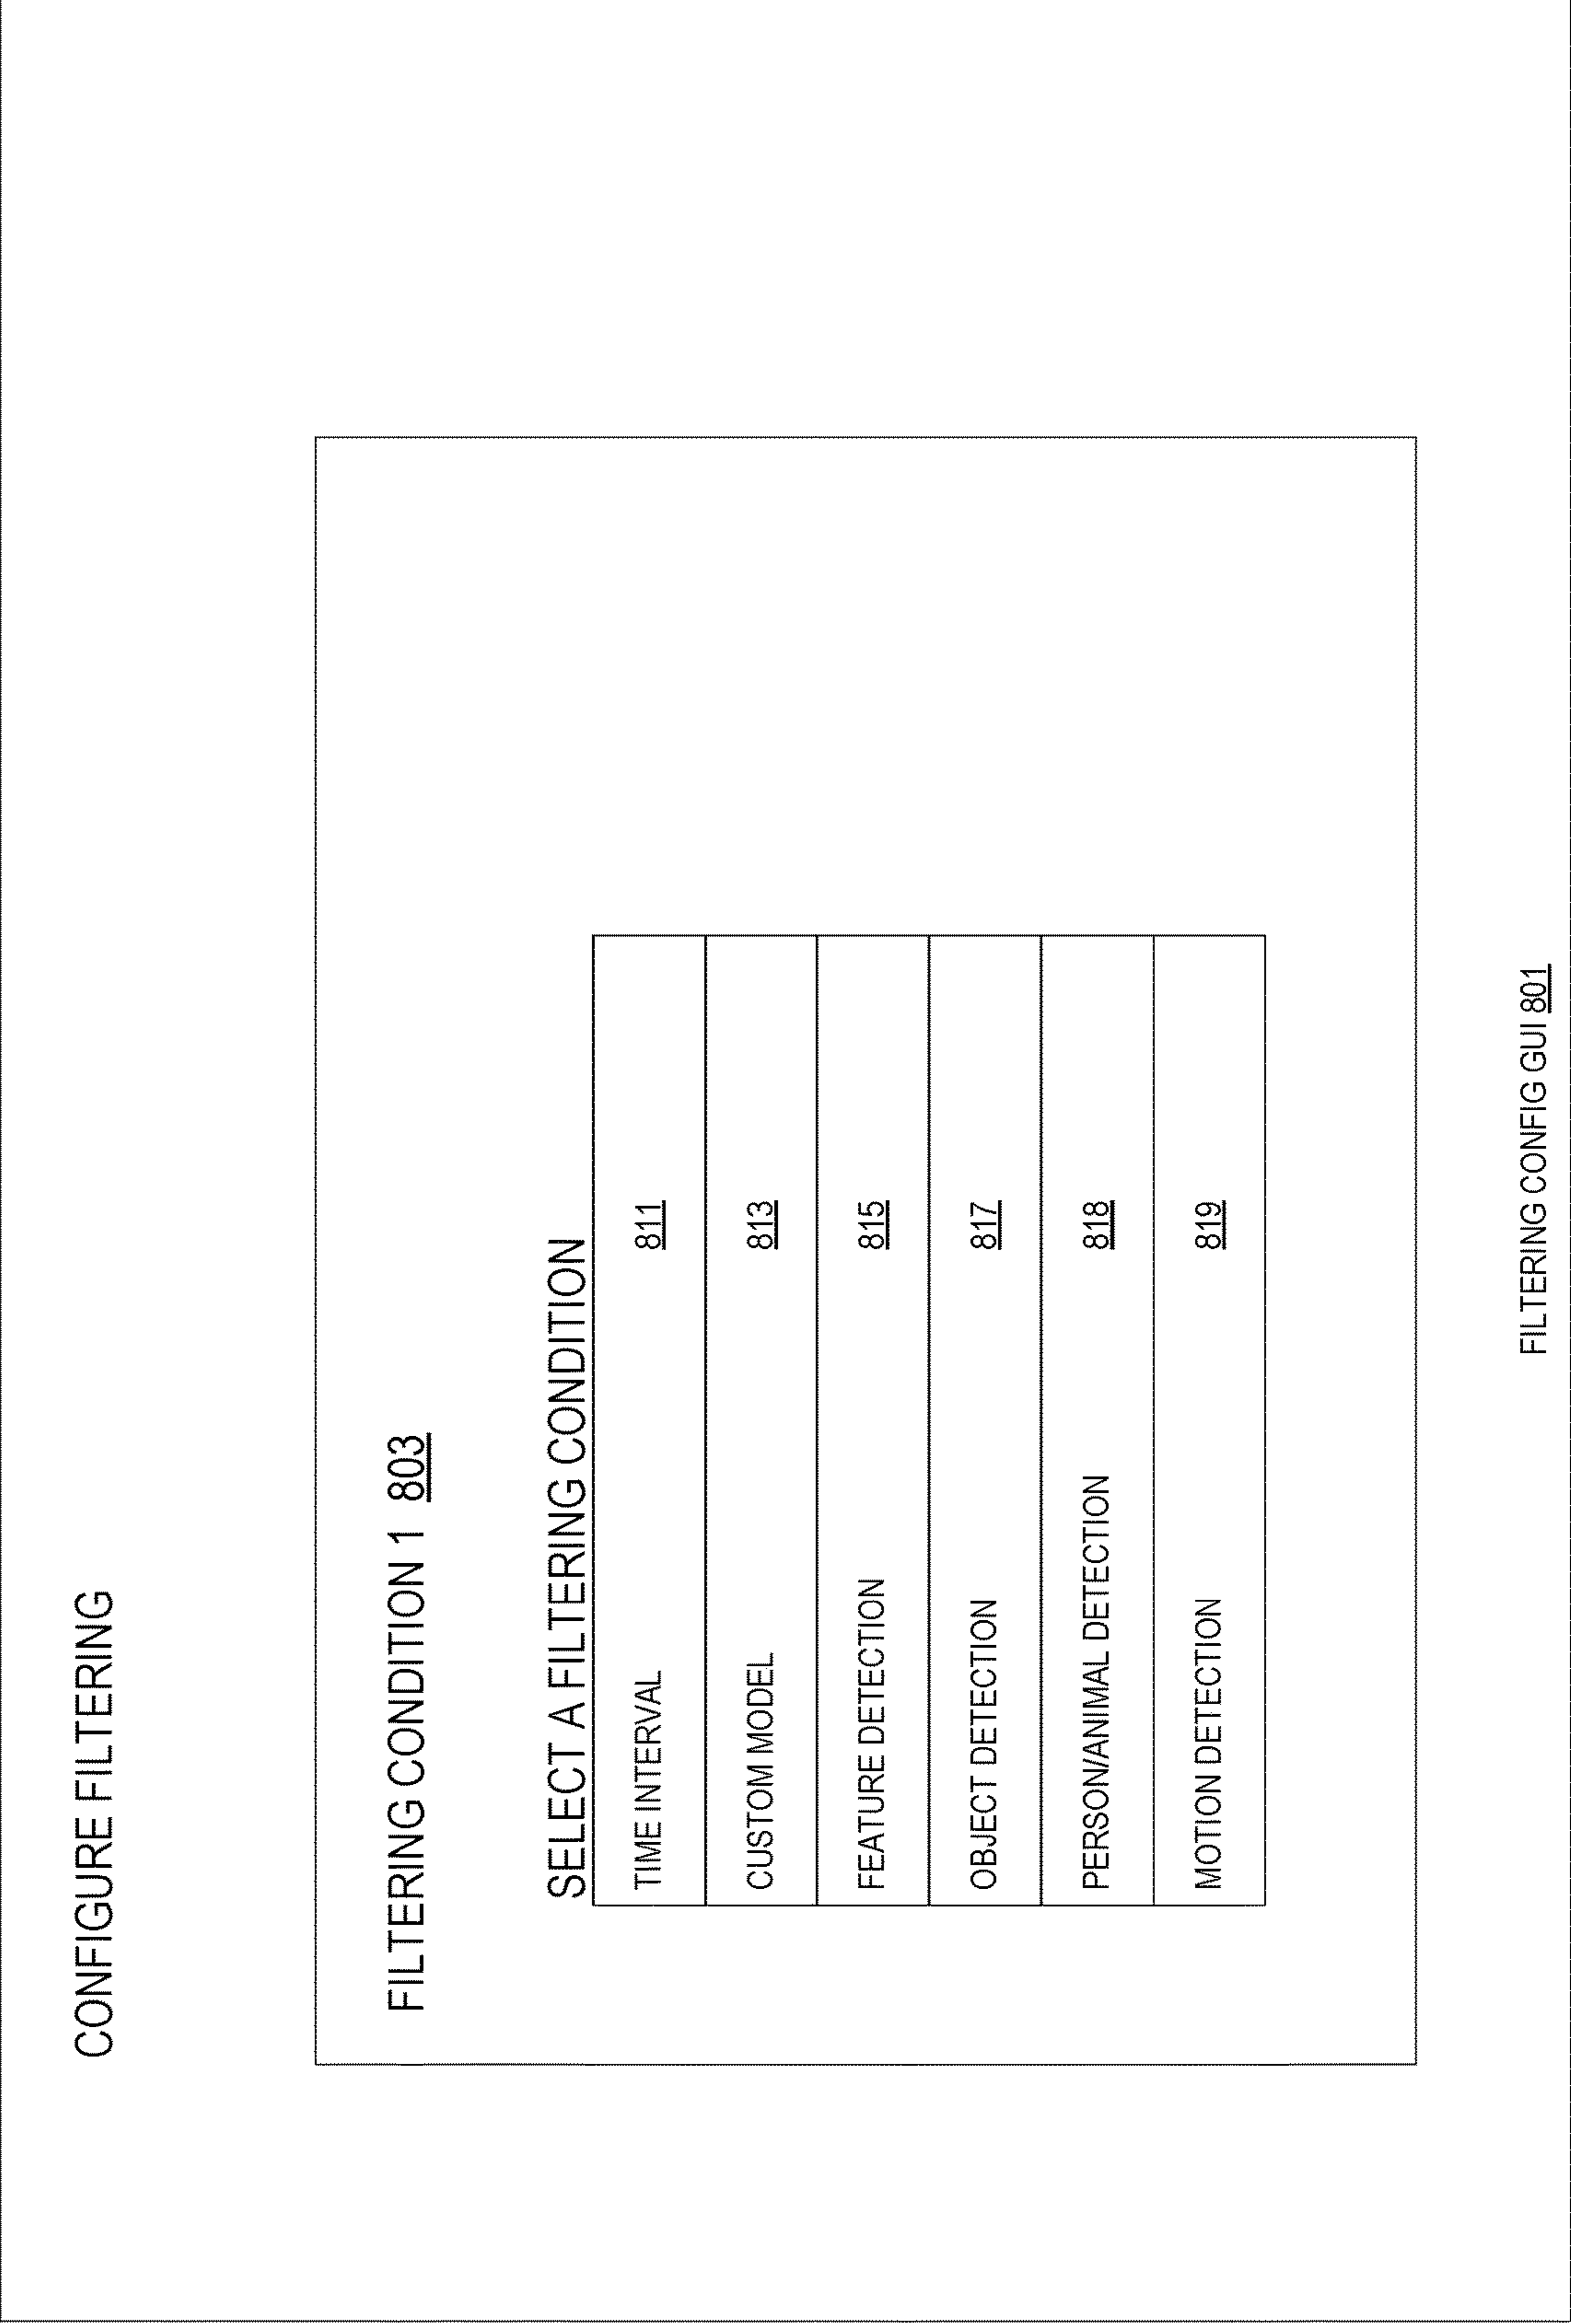 CONFIGURE FILTERING
FILTERING CONDITION 1 803
SELECT A FILTERING CONDITION
TIME INTERVAL 811
CUSTOM MODEL 813
FEATURE DETECTION 815
OBJECT DETECTION 817
PERSON/ANIMAL DETECTION 818
MOTION DETECTION 819
FILTERING CONFIG GUI 801